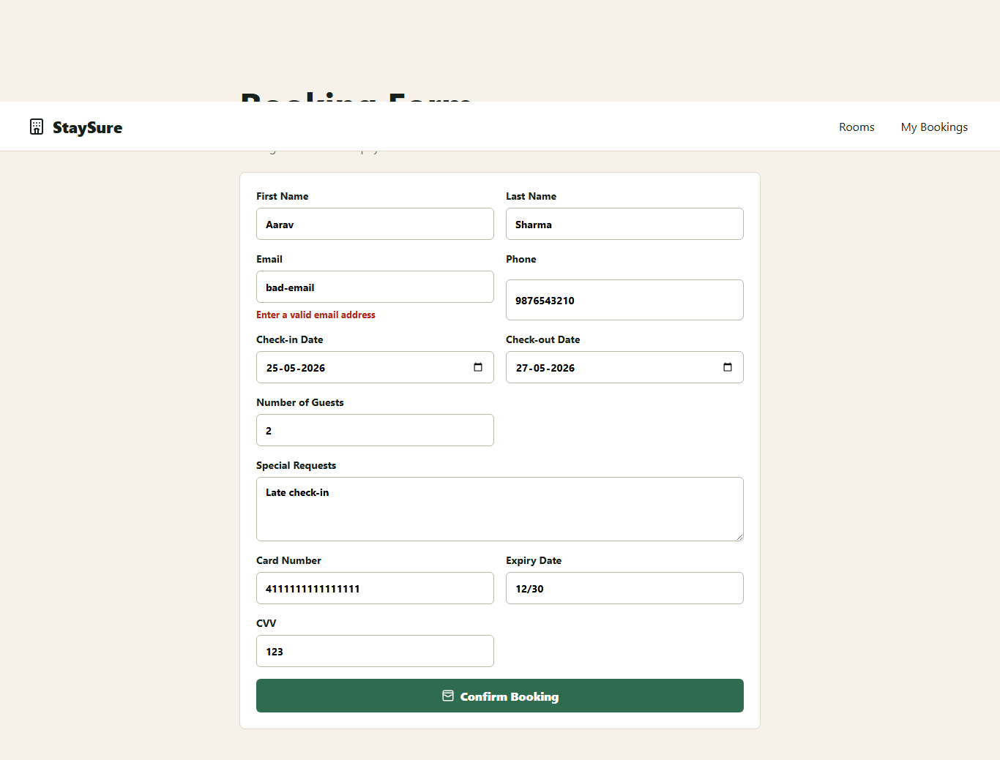 Booking Form
StaySure
Rooms
My Bookings
First Name
Last Name
Aarav
Sharma
Email
Phone
bad-email
9876543210
Enter a valid email address
Check-in Date
Check-out Date
25-05-2026
27-05-2026
Number of Guests
2
Special Requests
Late check-in
Card Number
Expiry Date
4111111111111111
12/30
CVV
123
Confirm Booking